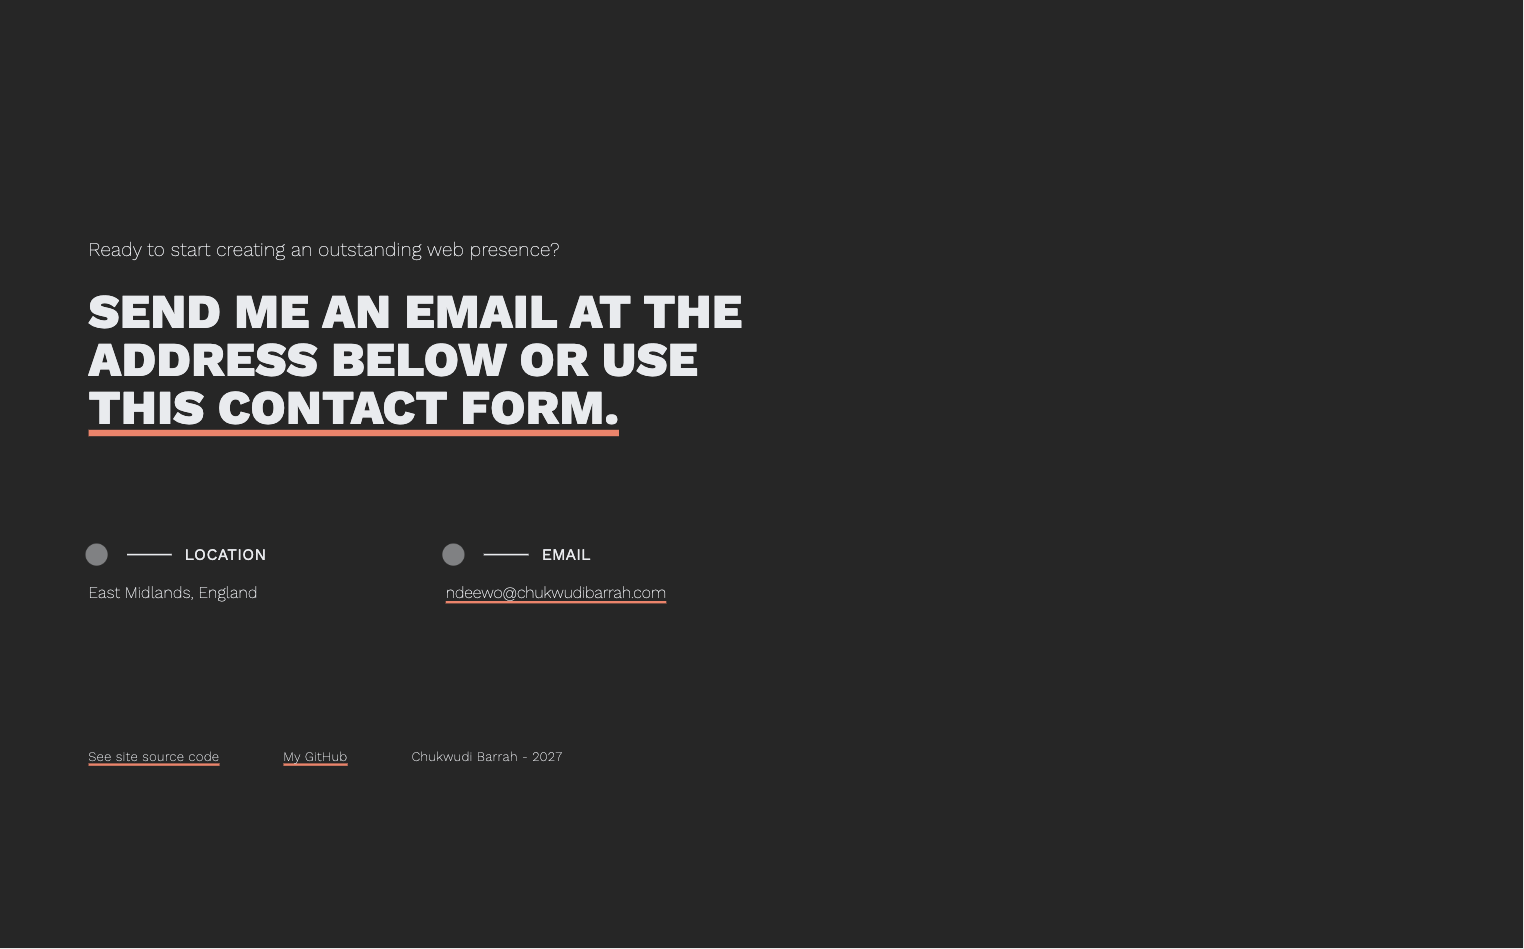 Ready to start creating an outstanding web presence?
SEND ME AN EMAIL AT THE
ADDRESS BELOW OR USE
THIS CONTACT FORM.
LOCATION
East Midlands, England
EMAIL
ndeewo@chukwudibarrah.com
See site source code
My GitHub
Chukwudi Barrah - 2027